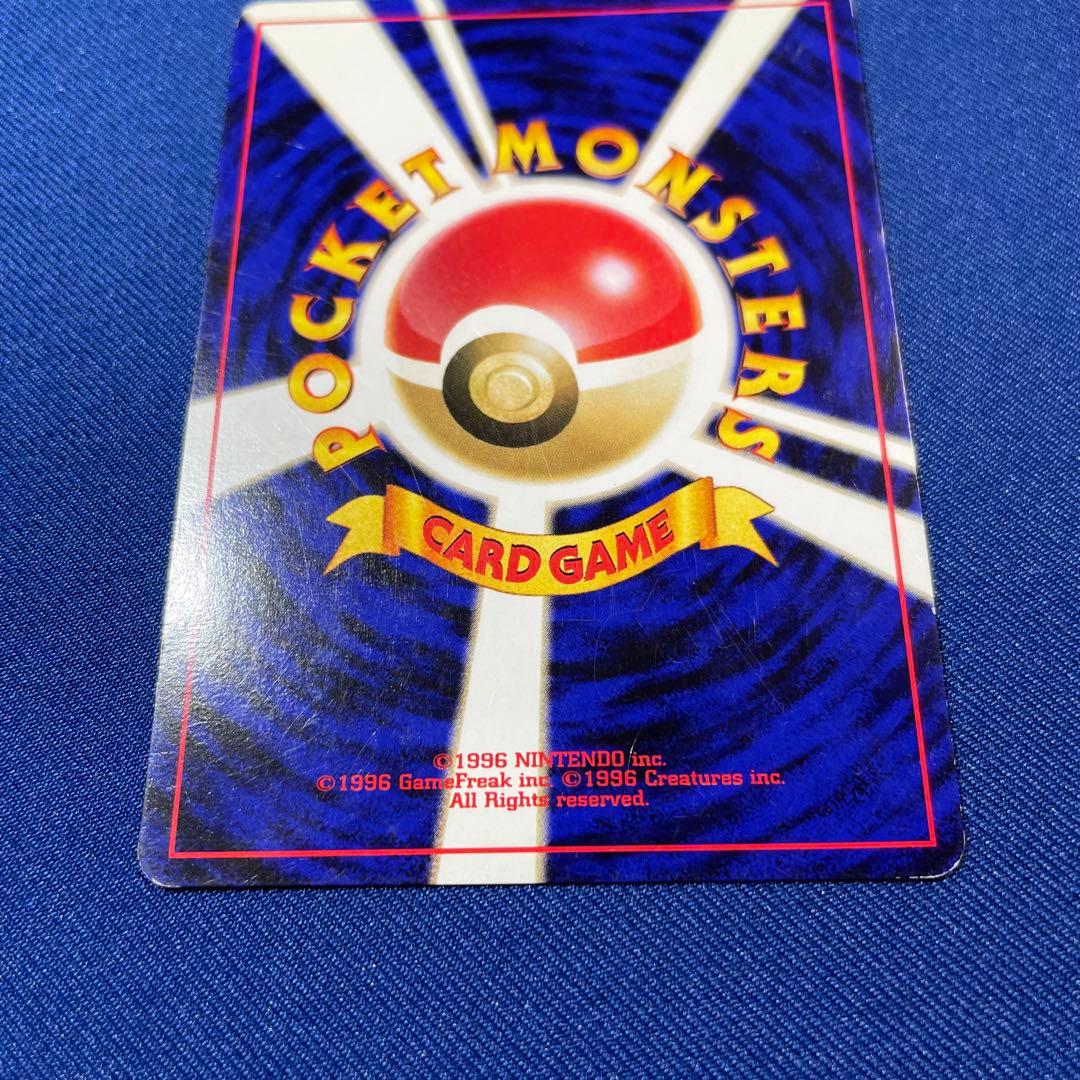 POCKET MONSTERS
CARD GAME
©1996 NINTENDO inc.
©1996 GameFreak inc. ©1996 Creatures inc.
All Rights reserved.